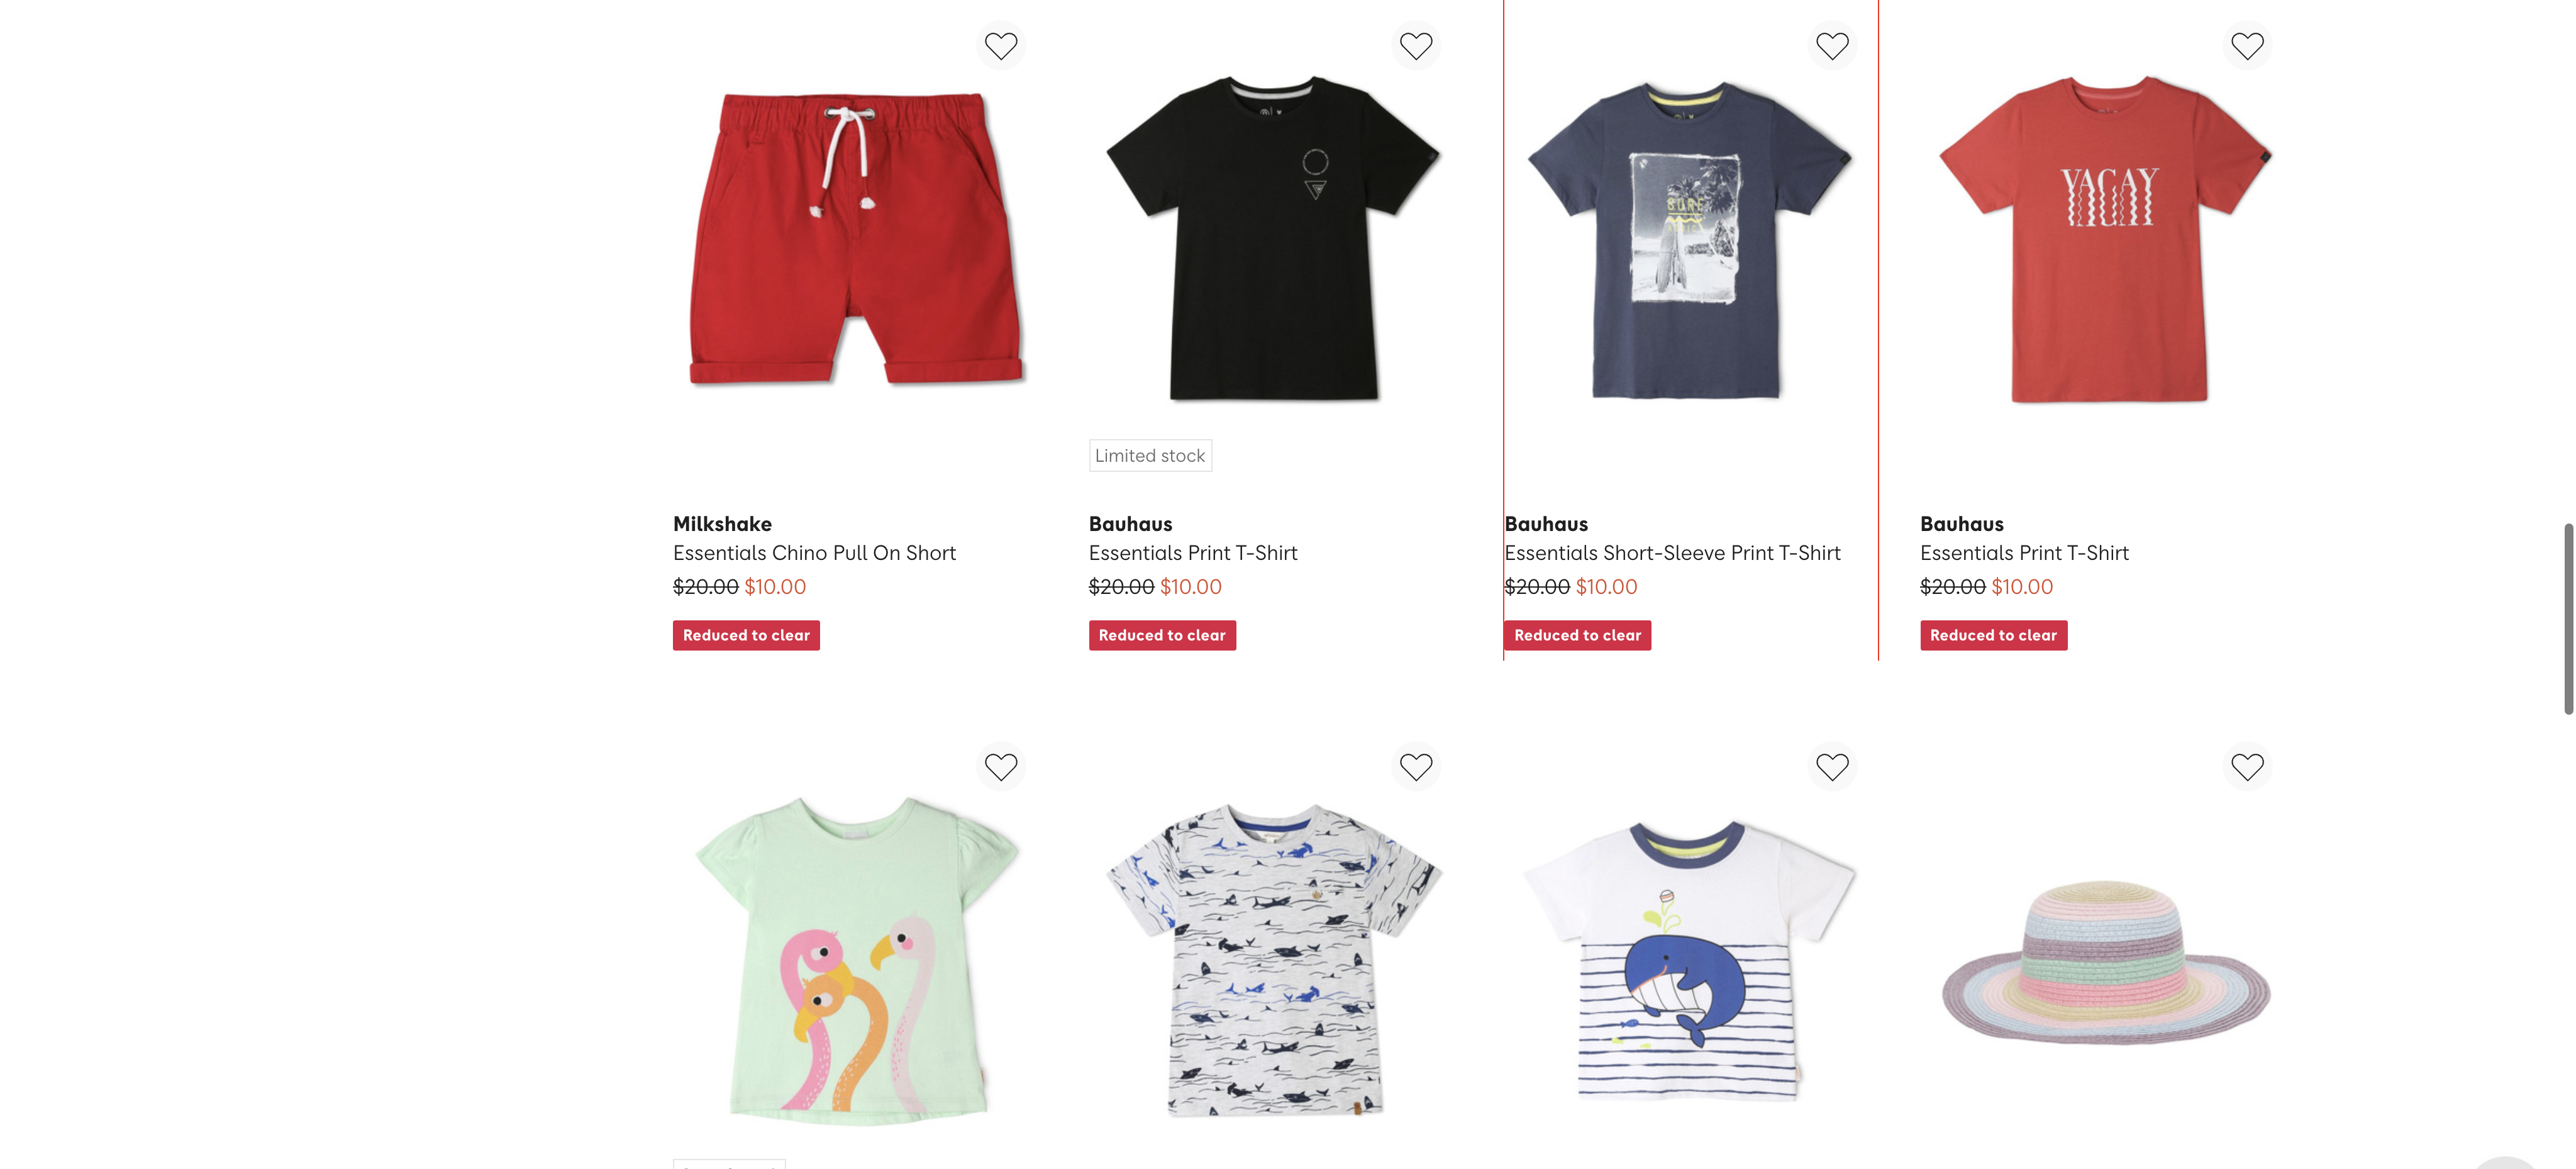 SURF
VACAY
Limited stock
Milkshake
Essentials Chino Pull On Short
$20.00 $10.00
Reduced to clear
Bauhaus
Essentials Print T-Shirt
$20.00 $10.00
Reduced to clear
Bauhaus
Essentials Short-Sleeve Print T-Shirt
$20.00 $10.00
Reduced to clear
Bauhaus
Essentials Print T-Shirt
$20.00 $10.00
Reduced to clear